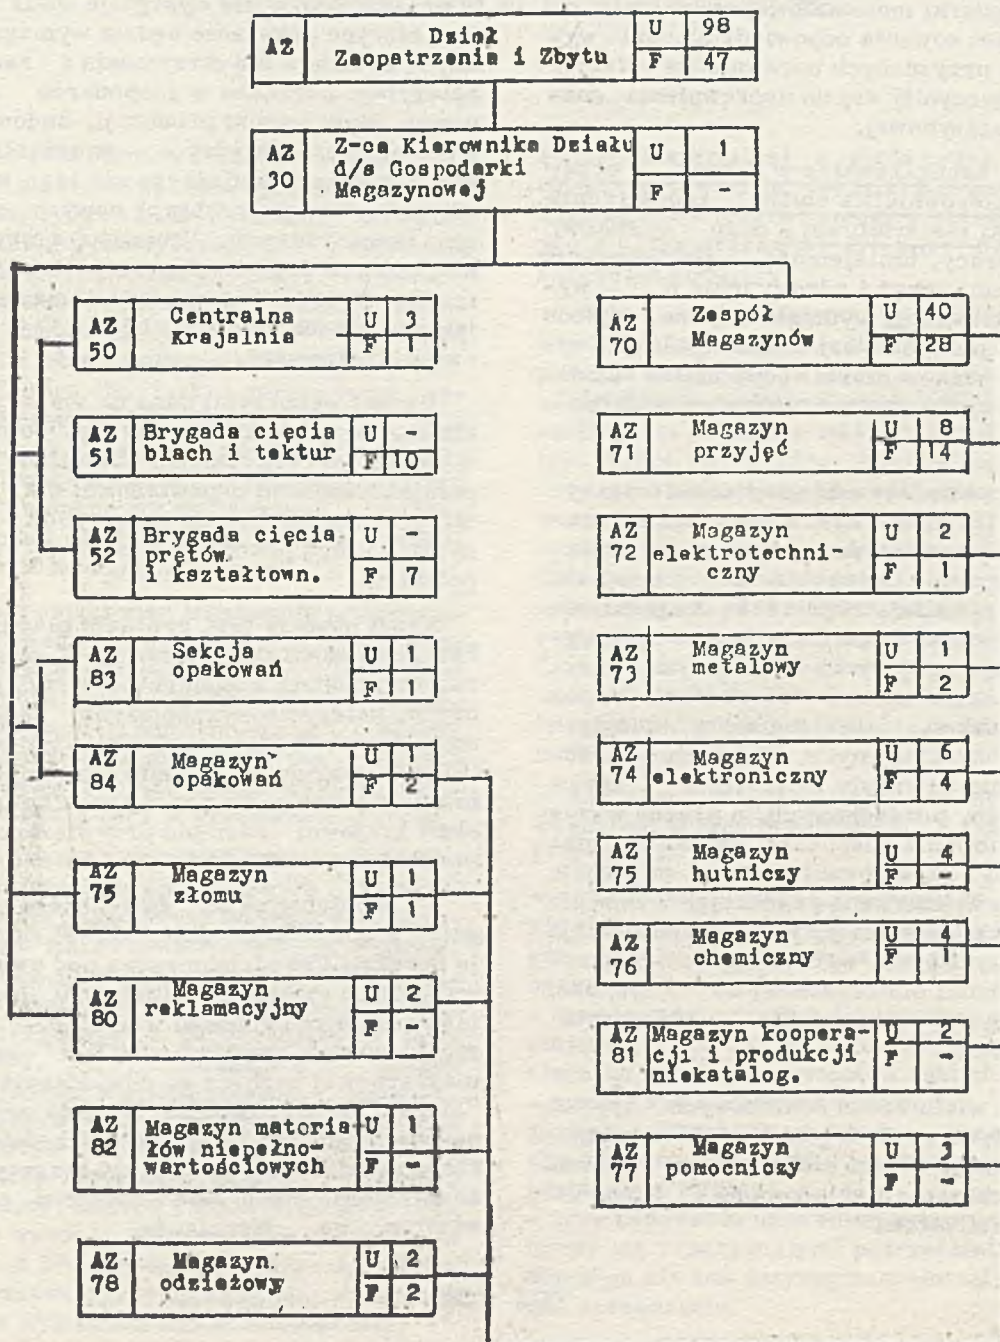 AZ Dział U 98
Zaopatrzenia i Zbytu F 47
AZ Z-ca Kierownika Działu U 1
30 d/s Gospodarki
Magazynowej F -
AZ Centralna U 3
50 Krajalnia F 1
AZ Brygada cięcia U -
51 blach i tektur F 10
AZ Brygada cięcia U -
52 prętów
i kształtown. F 7
AZ Sekcja U 1
83 opakowań F 1
AZ Magazyn U 1
84 opakowań F 2
AZ Magazyn U 1
75 złomu F 1
AZ Magazyn U 2
80 reklamacyjny F -
AZ Magazyn materia U 1
82 łów niepełno-
wartościowych F -
AZ Magazyn U 2
78 odzieżowy F 2
AZ Zespół U 40
70 Magazynów F 28
AZ Magazyn U 8
71 przyjęć F 14
AZ Magazyn U 2
72 elektrotechni-
czny F 1
AZ Magazyn U 1
73 metalowy F 2
AZ Magazyn U 6
74 elektroniczny F 4
AZ Magazyn U 4
75 hutniczy F -
AZ Magazyn U 4
76 chemiczny F 1
AZ Magazyn koopera- U 2
81 cji i produkcji F -
niekatalog.
AZ Magazyn U 3
77 pomocniczy F -